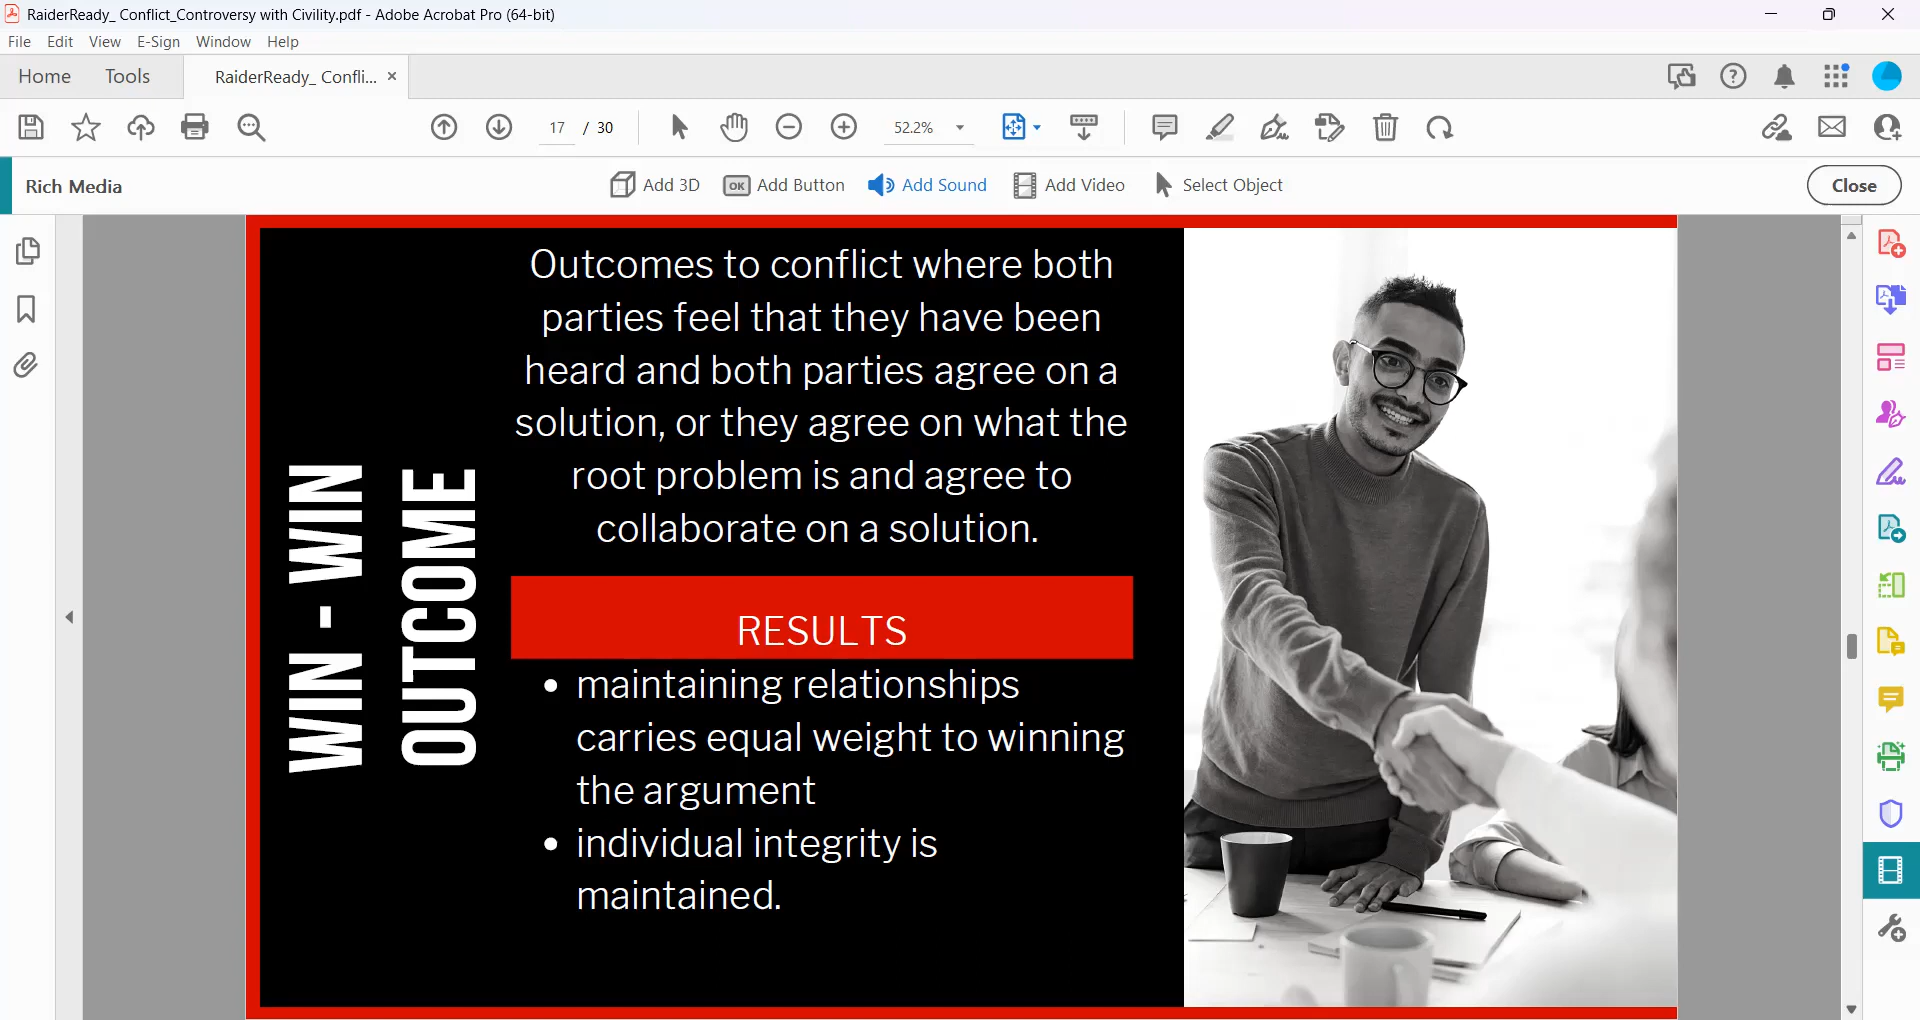 RaiderReady_ Conflict_Controversy with Civility.pdf - Adobe Acrobat Pro (64-bit)
File Edit View E-Sign Window Help
Home Tools RaiderReady_ Confli... ×
17 / 30 52.2%
Rich Media Add 3D OK Add Button Add Sound Add Video Select Object Close
WIN - WIN
OUTCOME
Outcomes to conflict where both
parties feel that they have been
heard and both parties agree on a
solution, or they agree on what the
root problem is and agree to
collaborate on a solution.
RESULTS
• maintaining relationships
carries equal weight to winning
the argument
• individual integrity is
maintained.